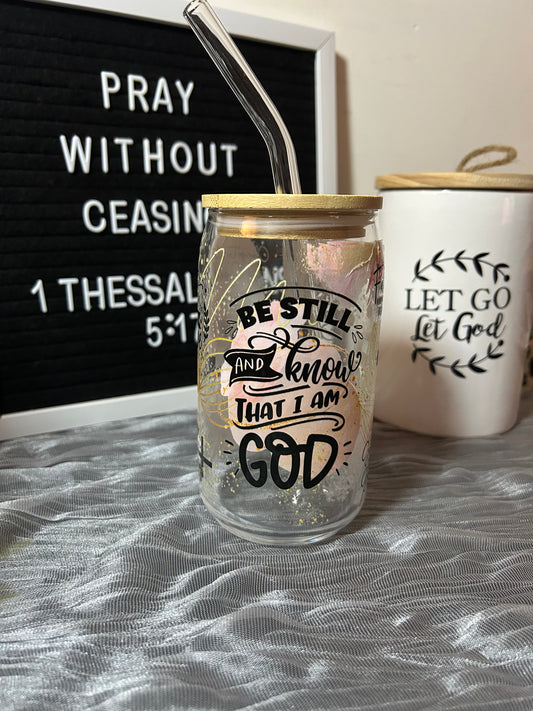 PRAY
WITHOUT
CEASIN
1 THESSAL
5:17
BE STILL
AND know
THAT I AM
GOD
LET GO
Let God